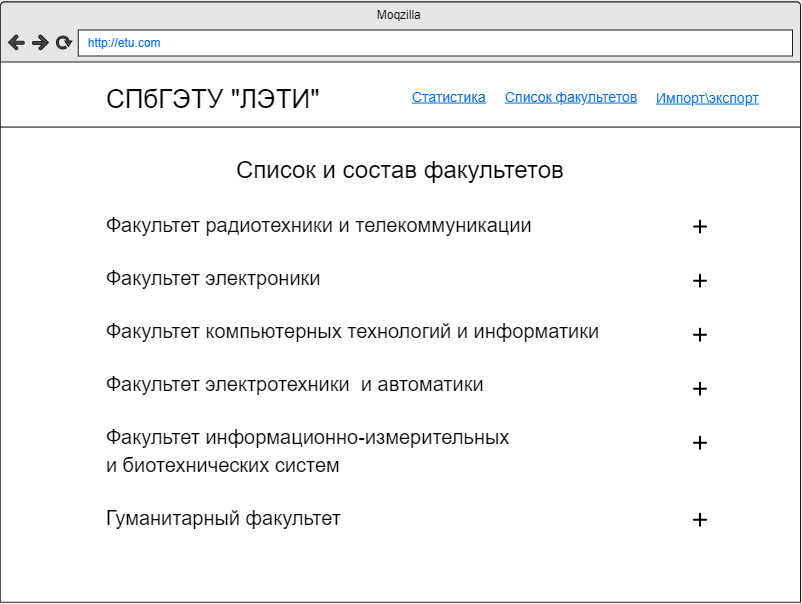 Moqzilla
http://etu.com
СПбГЭТУ "ЛЭТИ"
Статистика
Список факультетов
Импорт\экспорт
Список и состав факультетов
Факультет радиотехники и телекоммуникации
Факультет электроники
Факультет компьютерных технологий и информатики
Факультет электротехники  и автоматики
Факультет информационно-измерительных
и биотехнических систем
Гуманитарный факультет